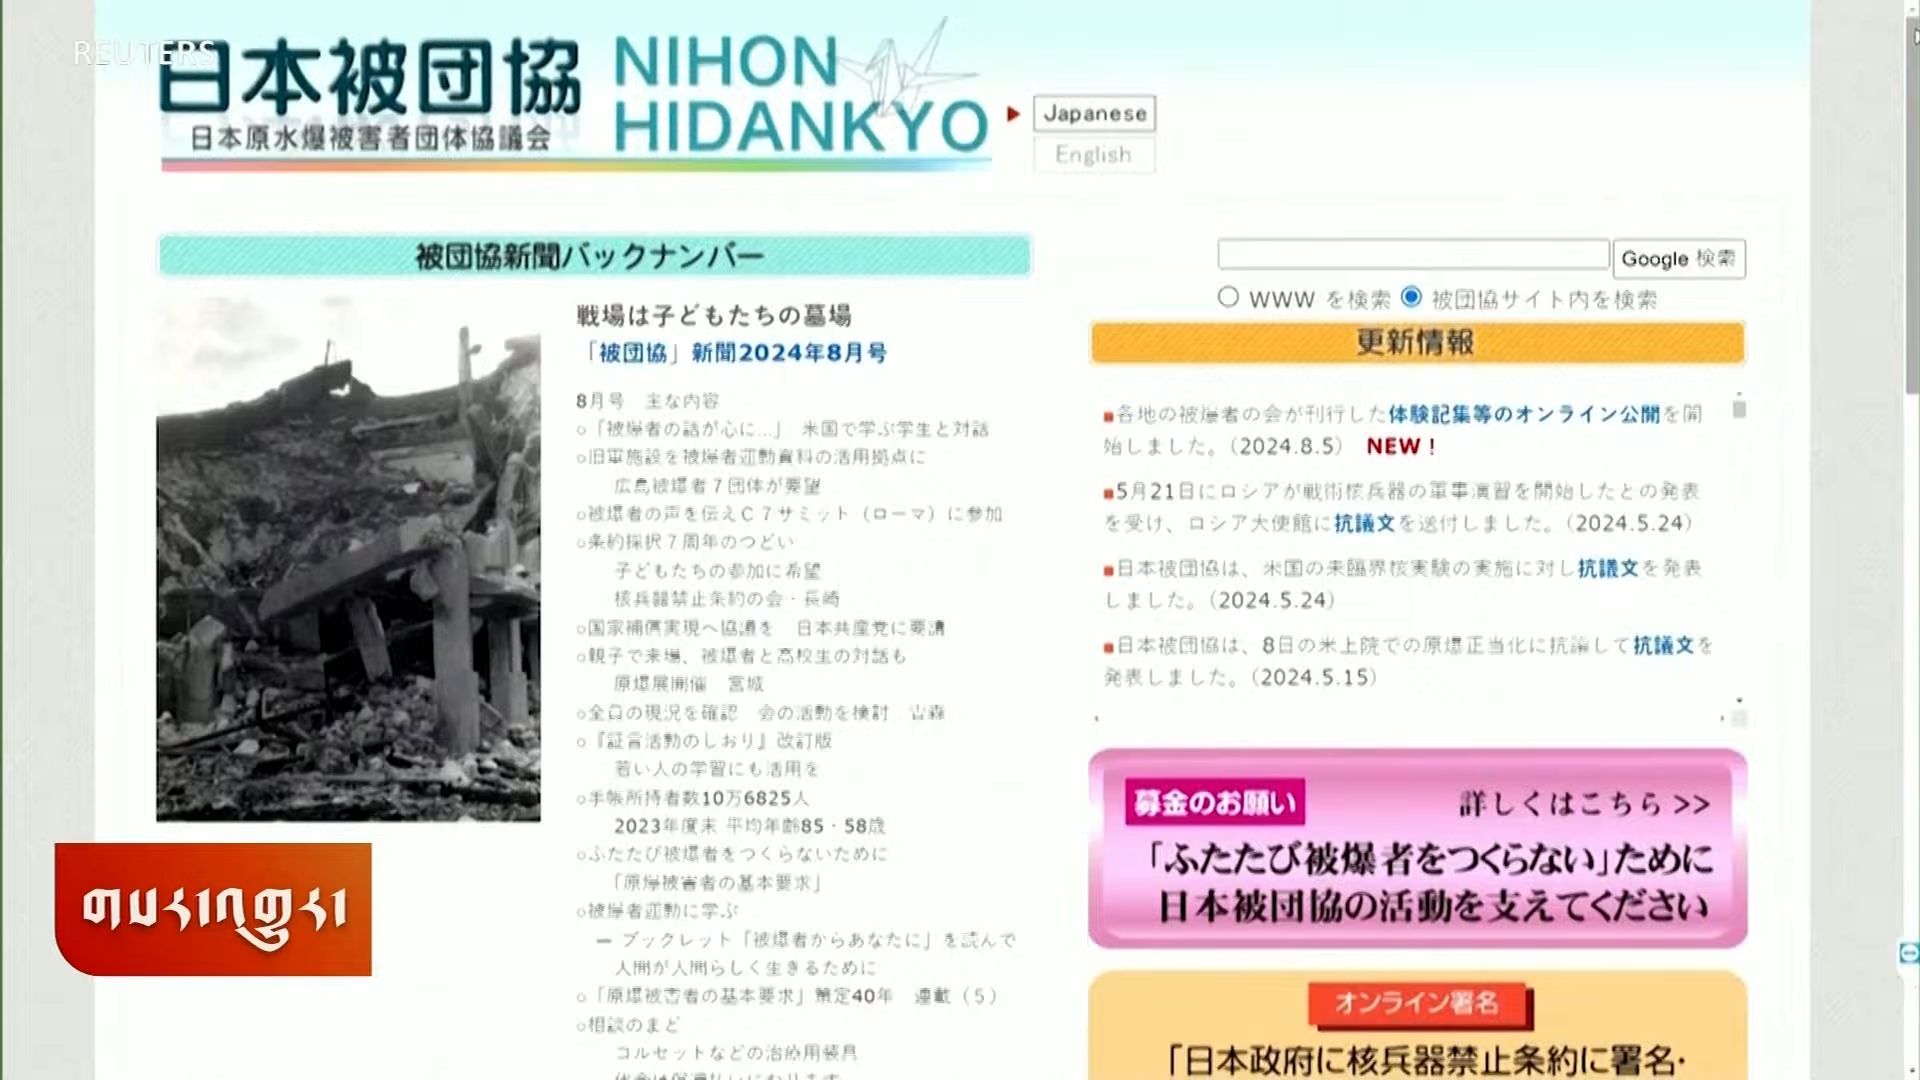 REUTERS
日本被団協
日本原水爆被害者団体協議会
NIHON
HIDANKYO
Japanese
English
被団協新聞バックナンバー
戦場は子どもたちの墓場
「被団協」新聞2024年8月号
8月号 主な内容
○「被爆者の話が心に…」 米国で学ぶ学生と対話
○旧軍施設を被爆者運動資料の活用拠点に
広島被爆者７団体が要望
○被爆者の声を伝えＣ７サミット（ローマ）に参加
○条約採択７周年のつどい
子どもたちの参加に希望
核兵器禁止条約の会・長崎
○国家補償実現へ協議を 日本共産党に要請
○親子で来場、被爆者と高校生の対話も
原爆展開催 宮城
○全員の現況を確認 会の活動を検討 青森
○『証言活動のしおり』改訂版
若い人の学習にも活用を
○手帳所持者数10万6825人
2023年度末 平均年齢85・58歳
○ふたたび被爆者をつくらないために
「原爆被害者の基本要求」
○被爆者運動に学ぶ
ー ブックレット「被爆者からあなたに」を読んで
人間が人間らしく生きるために
○「原爆被害者の基本要求」策定40年 連載（５）
○相談のまど
コルセットなどの治療用装具
Google 検索
WWW を検索 被団協サイト内を検索
更新情報
■各地の被爆者の会が刊行した体験記集等のオンライン公開を開
始しました。（2024.8.5） NEW！
■5月21日にロシアが戦術核兵器の軍事演習を開始したとの発表
を受け、ロシア大使館に抗議文を送付しました。（2024.5.24）
■日本被団協は、米国の未臨界核実験の実施に対し抗議文を発表
しました。（2024.5.24）
■日本被団協は、8日の米上院での原爆正当化に抗議して抗議文を
発表しました。（2024.5.15）
募金のお願い 詳しくはこちら >>
「ふたたび被爆者をつくらない」ために
日本被団協の活動を支えてください
オンライン署名
「日本政府に核兵器禁止条約に署名・